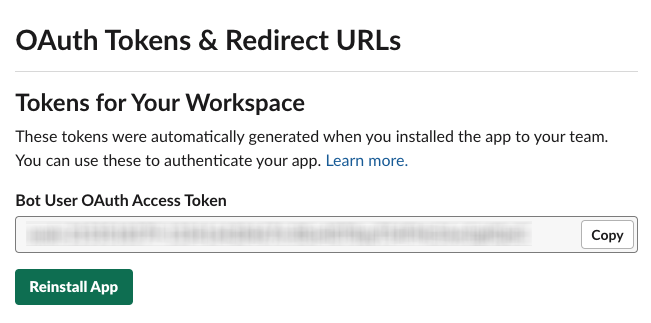 OAuth Tokens & Redirect URLs
Tokens for Your Workspace
These tokens were automatically generated when you installed the app to your team.
You can use these to authenticate your app. Learn more.
Bot User OAuth Access Token
Copy
Reinstall App